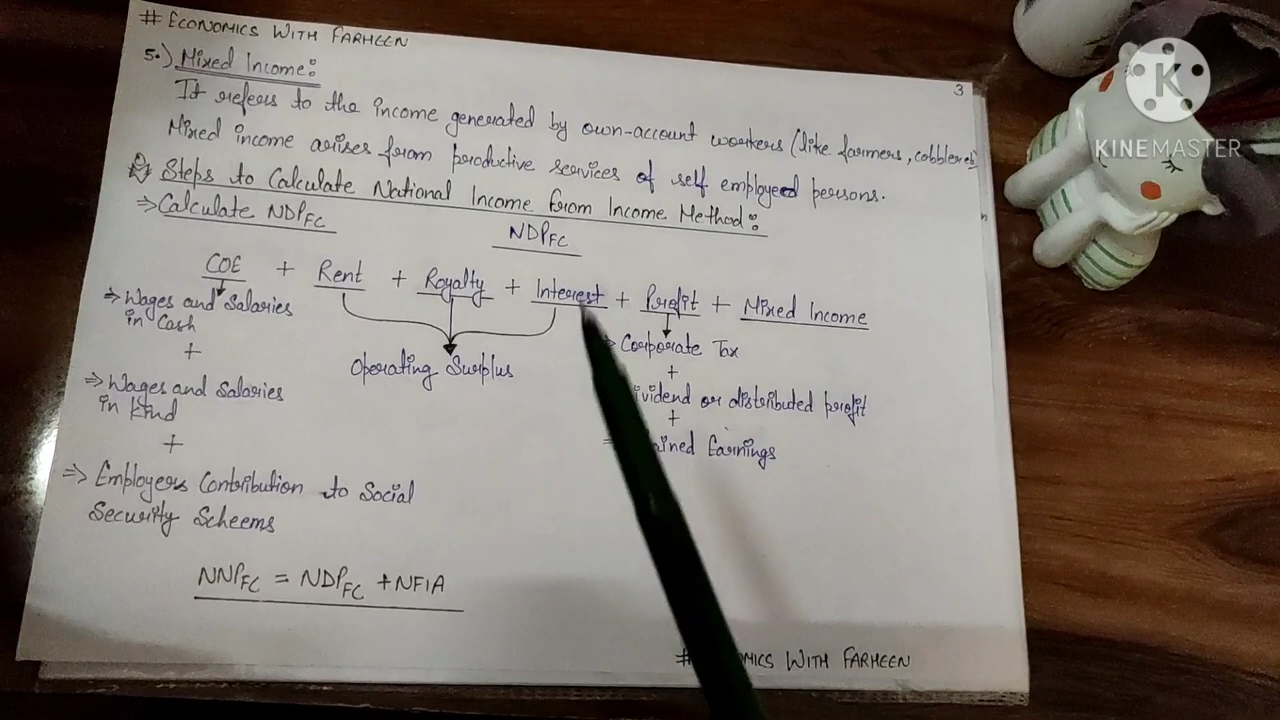 # ECONOMICS WITH FARHEEN
3
5.) Mixed Income:
It refers to the income generated by own-account workers (like farmers, cobbler etc)
Mixed income arises from productive services of self employed persons.
Steps to Calculate National Income from Income Method:
⇒ Calculate NDPFC
NDPFC
COE + Rent + Royalty + Interest + Profit + Mixed Income
⇒ Wages and Salaries
in Cash
+
⇒ Wages and Salaries
in kind
+
⇒ Employers Contribution to Social
Security Scheems
Operating Surplus
Corporate Tax
+
or distributed profit
+
Earnings
NNPFC = NDPFC + NFIA
# WITH FARHEEN
KINEMASTER